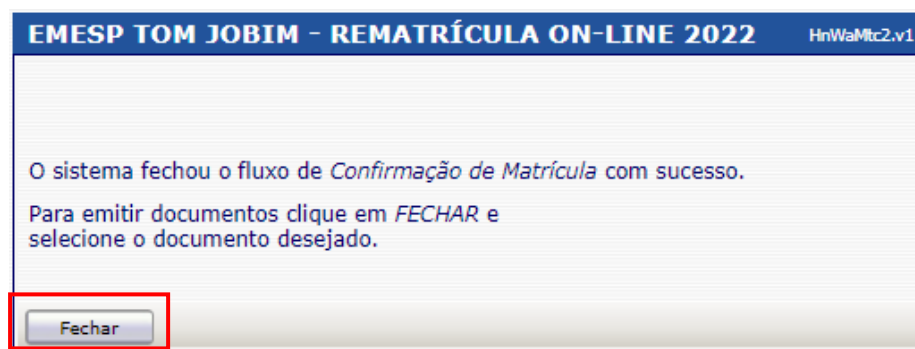 EMESP TOM JOBIM - REMATRÍCULA ON-LINE 2022 HnWaMtc2.v1
O sistema fechou o fluxo de Confirmação de Matrícula com sucesso.
Para emitir documentos clique em FECHAR e
selecione o documento desejado.
Fechar